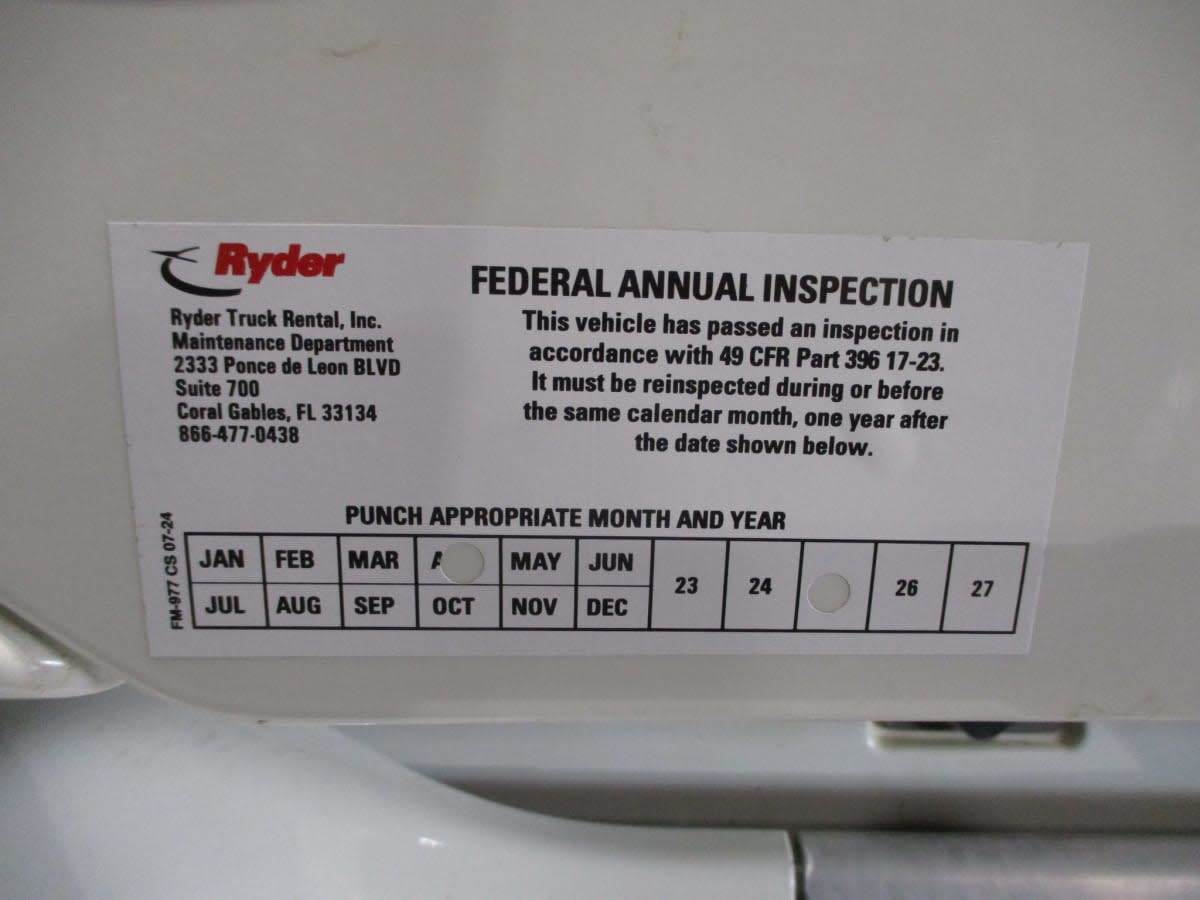 Ryder
Ryder Truck Rental, Inc.
Maintenance Department
2333 Ponce de Leon BLVD
Suite 700
Coral Gables, FL 33134
866-477-0438
FEDERAL ANNUAL INSPECTION
This vehicle has passed an inspection in
accordance with 49 CFR Part 396 17-23.
It must be reinspected during or before
the same calendar month, one year after
the date shown below.
PUNCH APPROPRIATE MONTH AND YEAR
JAN FEB MAR A MAY JUN
JUL AUG SEP OCT NOV DEC
23 24 26 27
FM-977 CS 07-24